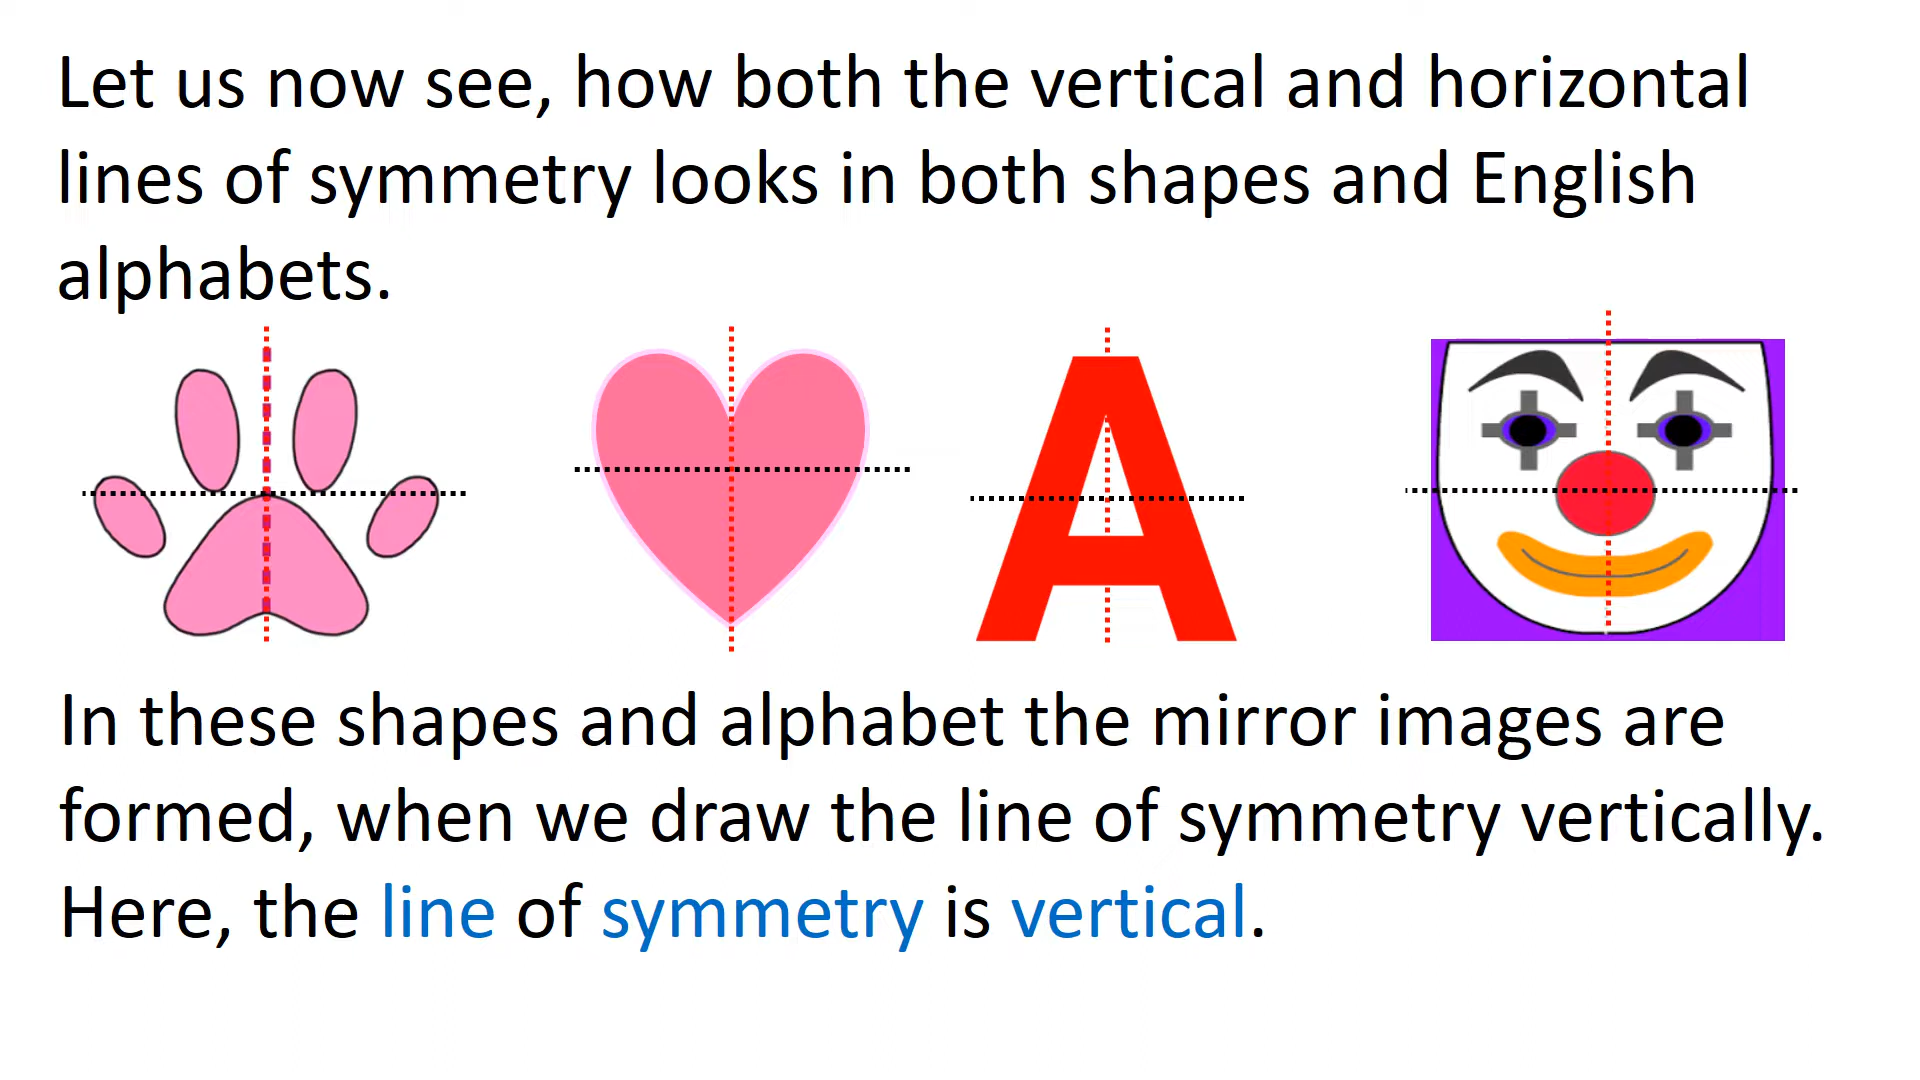 Let us now see, how both the vertical and horizontal
lines of symmetry looks in both shapes and English
alphabets.
A
In these shapes and alphabet the mirror images are
formed, when we draw the line of symmetry vertically.
Here, the line of symmetry is vertical.